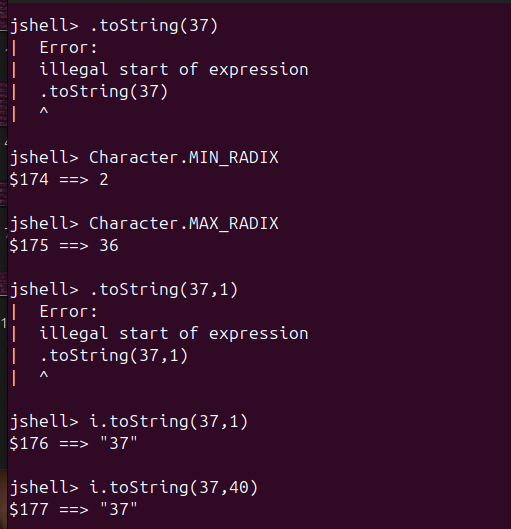 jshell> .toString(37)
|  Error:
|  illegal start of expression
|  .toString(37)
|  ^
jshell> Character.MIN_RADIX
$174 ==> 2
jshell> Character.MAX_RADIX
$175 ==> 36
jshell> .toString(37,1)
|  Error:
|  illegal start of expression
|  .toString(37,1)
|  ^
jshell> i.toString(37,1)
$176 ==> "37"
jshell> i.toString(37,40)
$177 ==> "37"